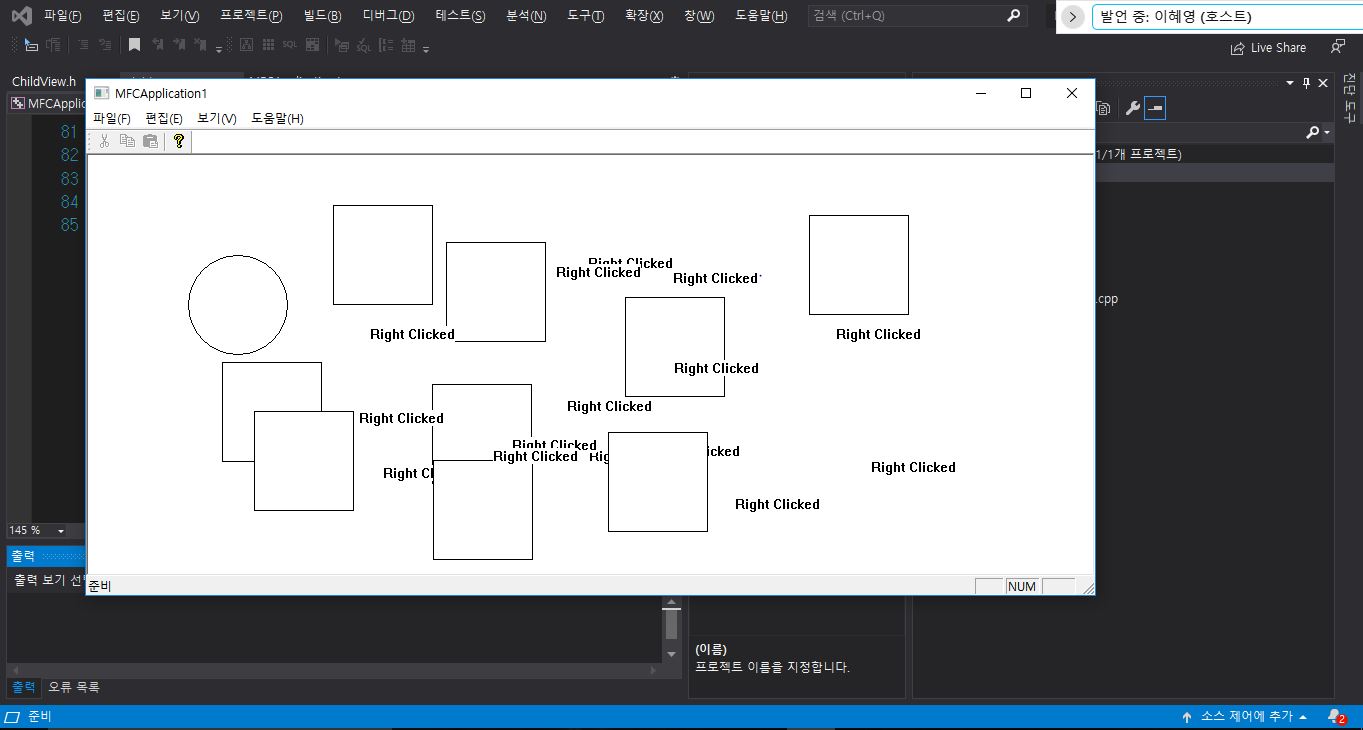 파일(F) 편집(E) 보기(V) 프로젝트(P) 빌드(B) 디버그(D) 테스트(S) 분석(N) 도구(T) 확장(X) 창(W) 도움말(H) 검색 (Ctrl+Q)
발언 중: 이혜영 (호스트)
Live Share
ChildView.h
진단 도구
MFCApplication1
파일(F) 편집(E) 보기(V) 도움말(H)
81
82
83
84
85
1/1개 프로젝트)
.cpp
Right Clicked
Right Clicked
Right Clicked
Right Clicked
Right Clicked
Right Clicked
Right Clicked
Right Clicked
Right Clicked
Right Clicked
Right Clicked
Right Cl
Right Clicked
145 %
출력
출력 보기
준비
NUM
(이름)
프로젝트 이름을 지정합니다.
출력 오류 목록
준비
소스 제어에 추가
2